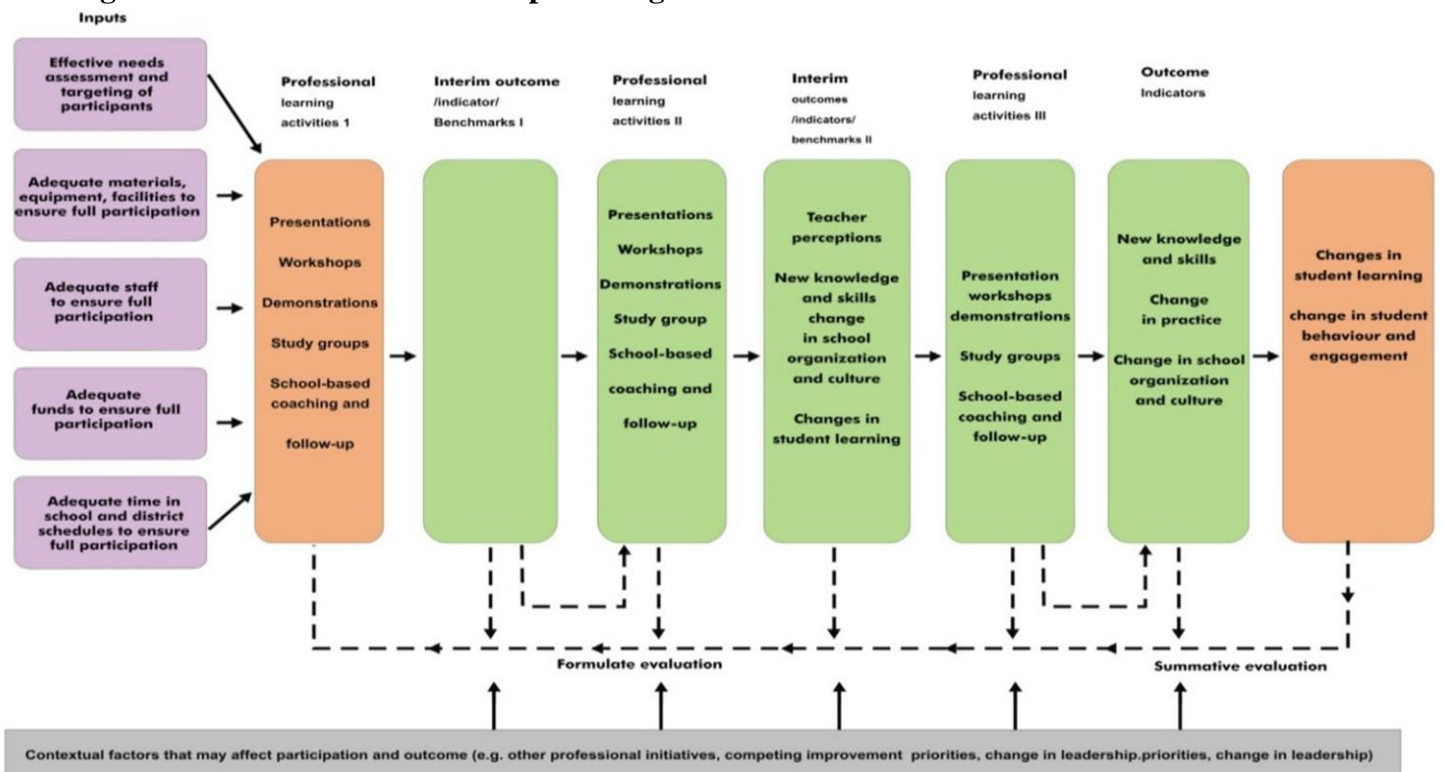 Inputs
Effective needs
assessment and
targeting of
participants
Adequate materials,
equipment, facilities to
ensure full participation
Adequate staff
to ensure full
participation
Adequate
funds to ensure full
participation
Adequate time in
school and district
schedules to ensure
full participation
Professional
learning
activities 1
Presentations
Workshops
Demonstrations
Study groups
School-based
coaching and
follow-up
Interim outcome
/indicator/
Benchmarks I
Professional
learning
activities II
Presentations
Workshops
Demonstrations
Study group
School-based
coaching and
follow-up
Interim
outcomes
/indicators/
benchmarks II
Teacher
perceptions
New knowledge
and skills
change
in school
organization
and culture
Changes in
student learning
Professional
learning
activities III
Presentation
workshops
demonstrations
Study groups
School-based
coaching and
follow-up
Outcome
Indicators
New knowledge
and skills
Change
in practice
Change in school
organization
and culture
Changes in
student learning
change in student
behaviour and
engagement
Formulate evaluation
Summative evaluation
Contextual factors that may affect participation and outcome (e.g. other professional initiatives, competing improvement priorities, change in leadership.priorities, change in leadership)